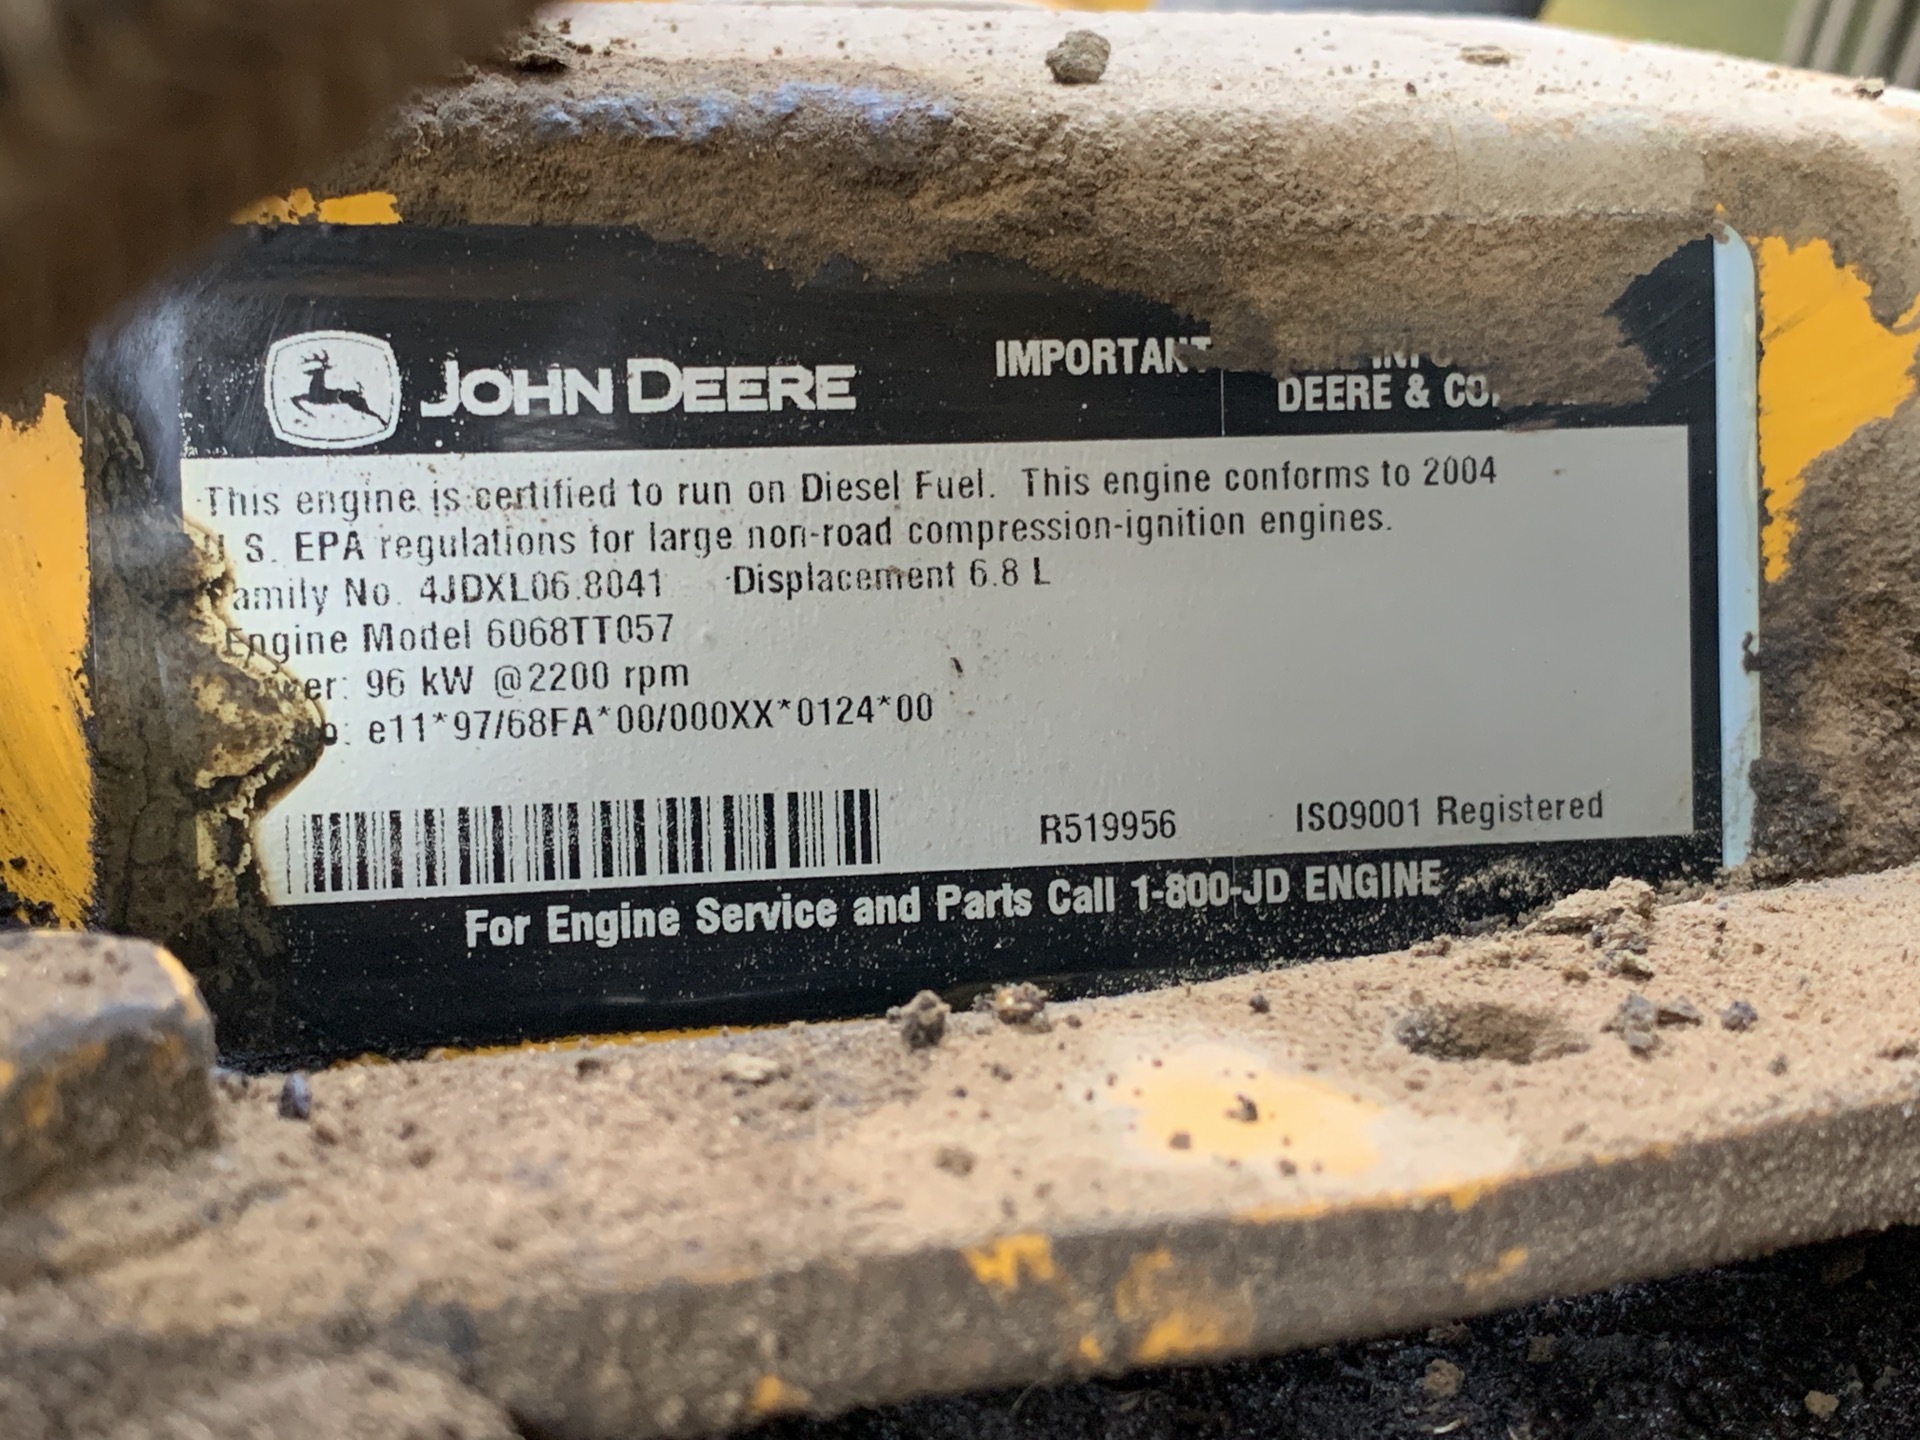 JOHN DEERE
IMPORTANT
DEERE & CO.
This engine is certified to run on Diesel Fuel. This engine conforms to 2004
U.S. EPA regulations for large non-road compression-ignition engines.
Family No. 4JDXL06.8041 Displacement 6.8 L
Engine Model 6068TT057
Power: 96 kW @2200 rpm
e11*97/68FA*00/000XX*0124*00
R519956 ISO9001 Registered
For Engine Service and Parts Call 1-800-JD ENGINE